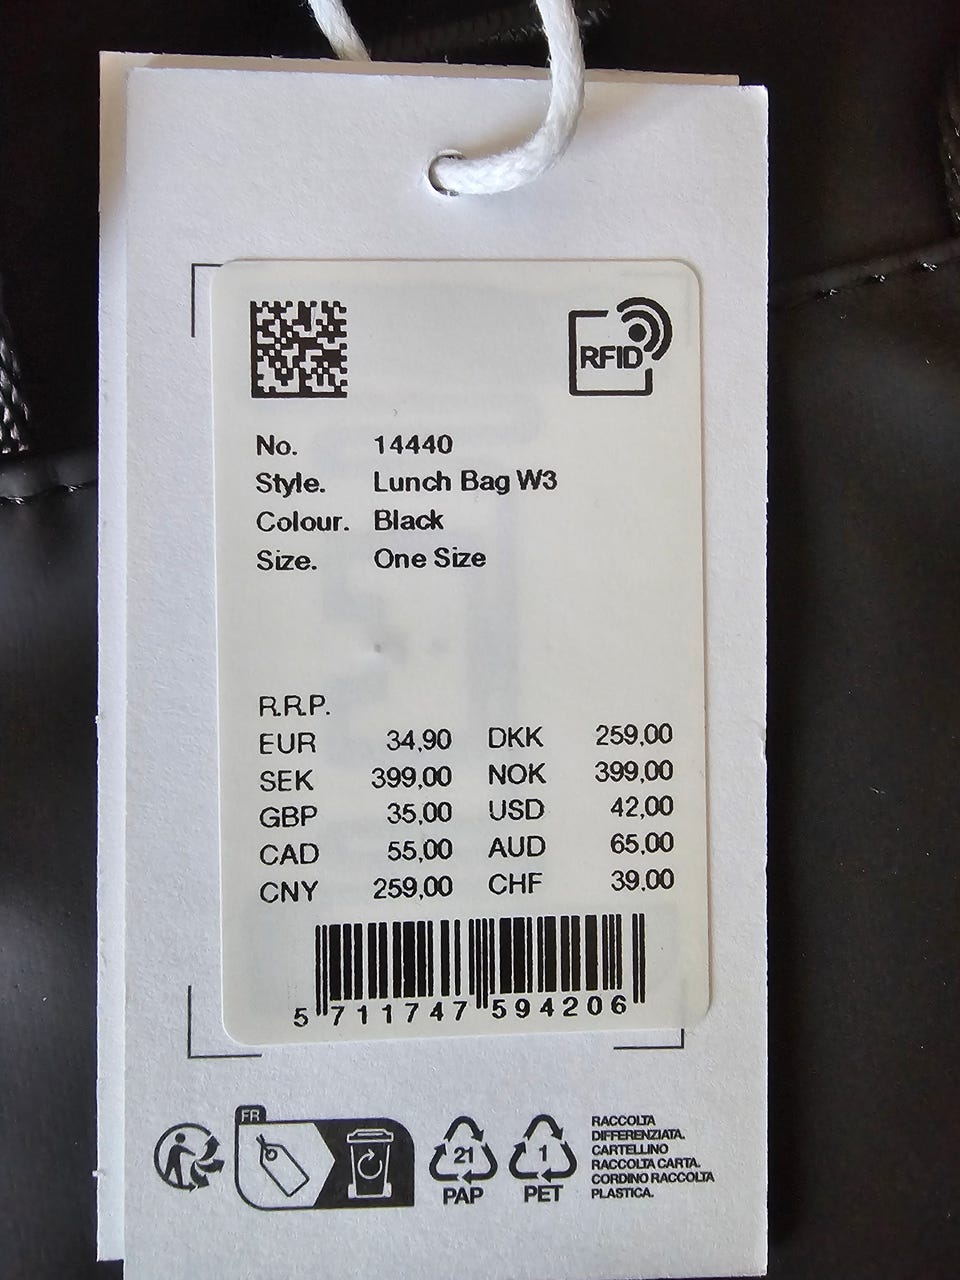 RFID
No. 14440
Style. Lunch Bag W3
Colour. Black
Size. One Size
R.R.P.
EUR 34,90 DKK 259,00
SEK 399,00 NOK 399,00
GBP 35,00 USD 42,00
CAD 55,00 AUD 65,00
CNY 259,00 CHF 39.00
5 711747 594206
FR
21
PAP
1
PET
RACCOLTA
DIFFERENZIATA.
CARTELLINO
RACCOLTA CARTA.
CORDINO RACCOLTA
PLASTICA.